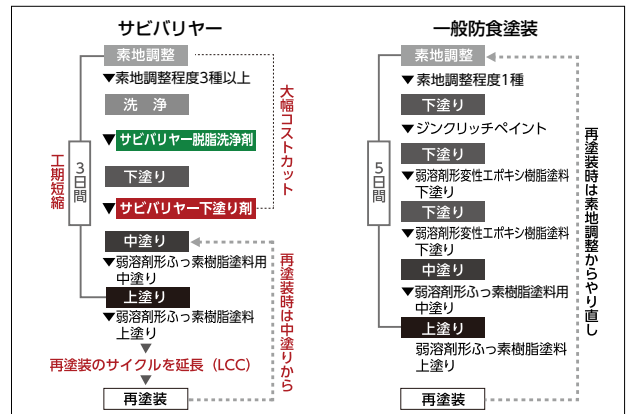 サビバリヤー
素地調整
▼素地調整程度3種以上
洗 浄
▼サビバリヤー脱脂洗浄剤
下塗り
▼サビバリヤー下塗り剤
中塗り
▼弱溶剤形ふっ素樹脂塗料用
中塗り
上塗り
▼弱溶剤形ふっ素樹脂塗料
上塗り
再塗装のサイクルを延長（LCC）
再塗装
工期短縮
3日間
大幅コストカット
再塗装時は中塗りから
一般防食塗装
素地調整
▼素地調整程度1種
下塗り
▼ジンクリッチペイント
下塗り
▼弱溶剤形変性エポキシ樹脂塗料
下塗り
下塗り
▼弱溶剤形変性エポキシ樹脂塗料
下塗り
中塗り
▼弱溶剤形ふっ素樹脂塗料用
中塗り
上塗り
弱溶剤形ふっ素樹脂塗料
上塗り
再塗装
5日間
再塗装時は素地調整からやり直し